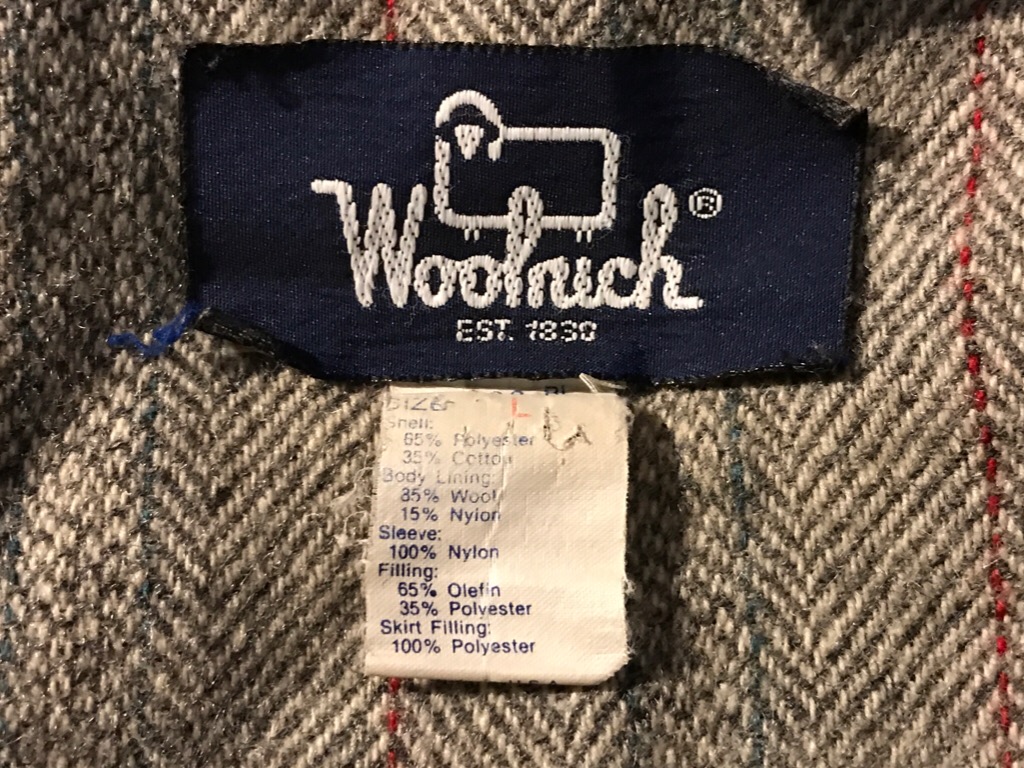 Woolrich®
EST. 1830
SIZE L
Shell:
65% Polyester
35% Cotton
Body Lining:
85% Wool
15% Nylon
Sleeve:
100% Nylon
Filling:
65% Olefin
35% Polyester
Skirt Filling:
100% Polyester